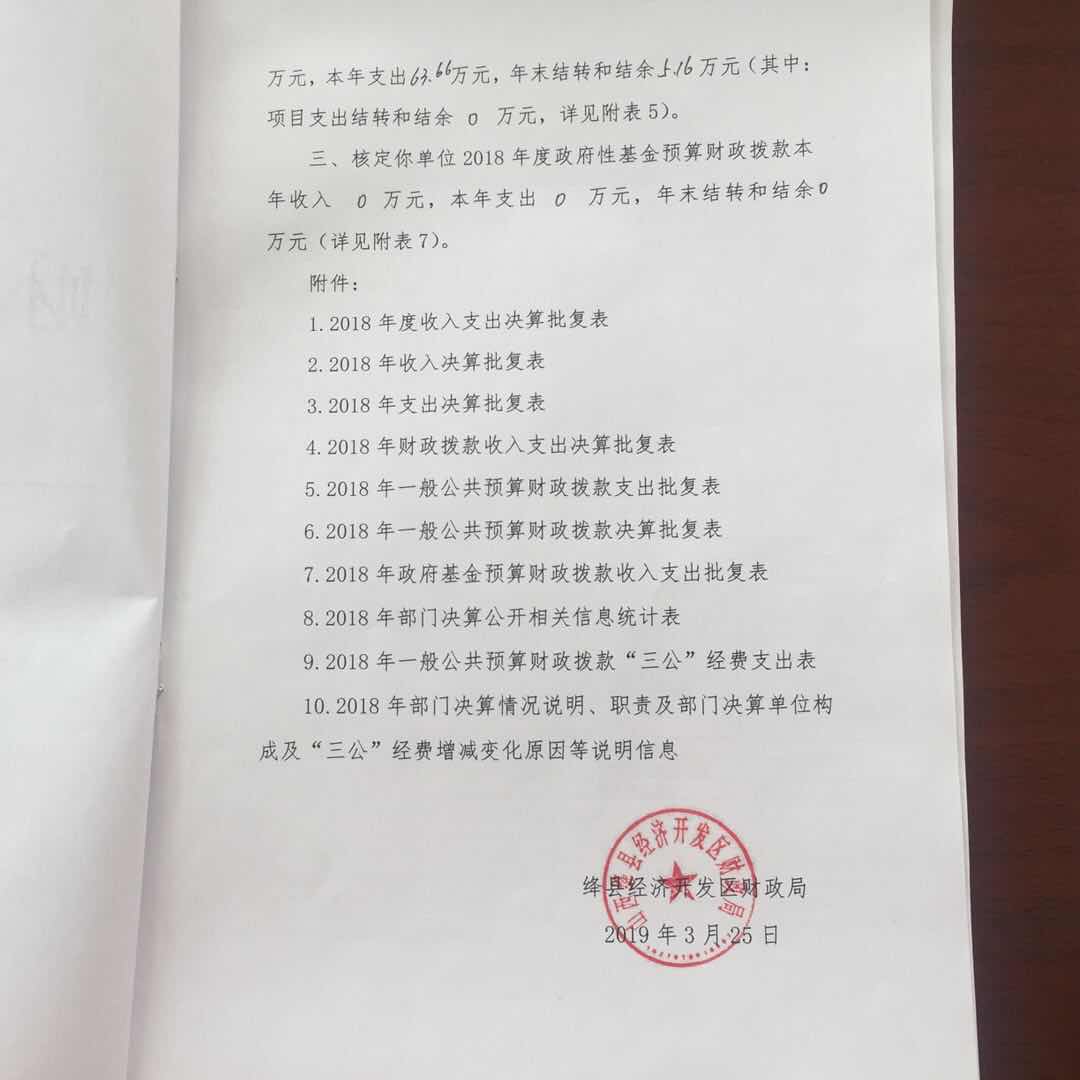 万元，本年支出63.66万元，年末结转和结余5.16万元（其中：
项目支出结转和结余 0 万元，详见附表5）。
三、核定你单位2018年度政府性基金预算财政拨款本
年收入 0 万元，本年支出 0 万元，年末结转和结余0
万元（详见附表7）。
附件：
1.2018年度收入支出决算批复表
2.2018年收入决算批复表
3.2018年支出决算批复表
4.2018年财政拨款收入支出决算批复表
5.2018年一般公共预算财政拨款支出批复表
6.2018年一般公共预算财政拨款决算批复表
7.2018年政府基金预算财政拨款收入支出批复表
8.2018年部门决算公开相关信息统计表
9.2018年一般公共预算财政拨款“三公”经费支出表
10.2018年部门决算情况说明、职责及部门决算单位构
成及“三公”经费增减变化原因等说明信息
山西绛县经济开发区财政局
绛县经济开发区财政局
2019年3月25日